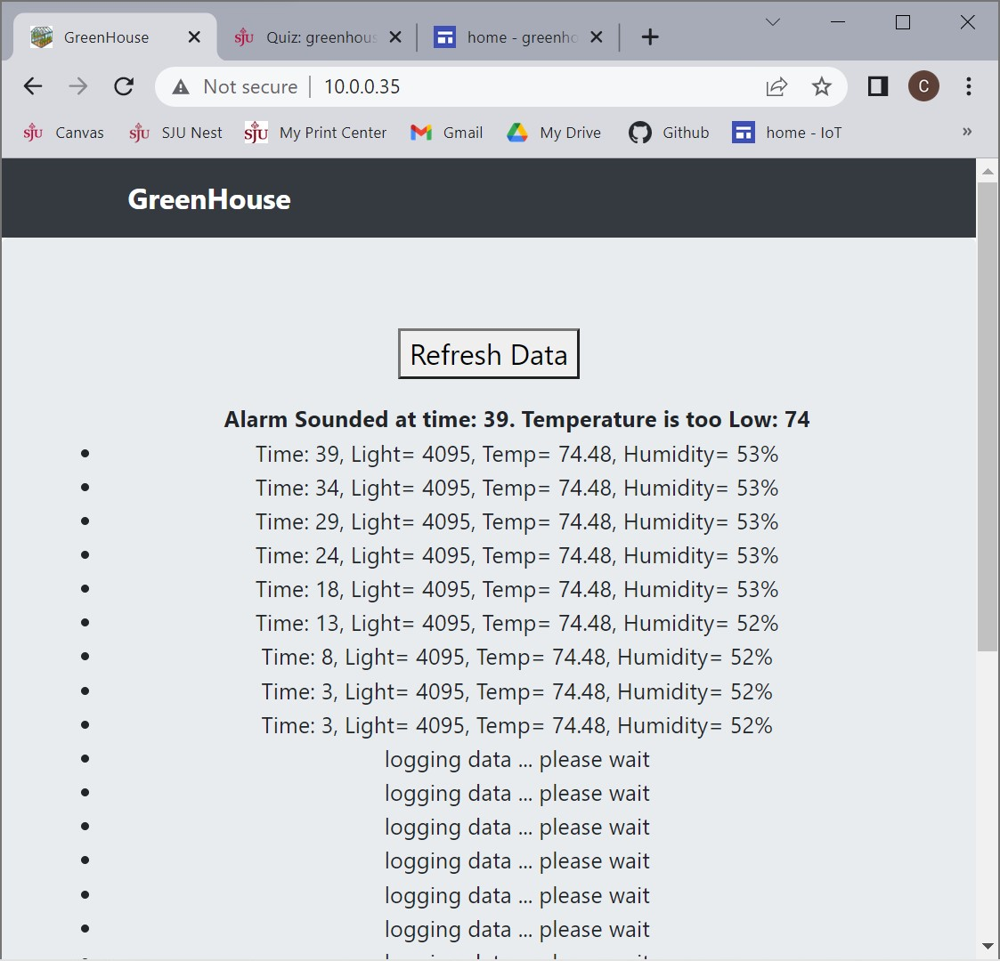 GreenHouse
Quiz: greenhous
home - greenho
Not secure | 10.0.0.35
C
SJU Canvas SJU SJU Nest SJU My Print Center Gmail My Drive Github home - IoT »
GreenHouse
Refresh Data
Alarm Sounded at time: 39. Temperature is too Low: 74
Time: 39, Light= 4095, Temp= 74.48, Humidity= 53%
Time: 34, Light= 4095, Temp= 74.48, Humidity= 53%
Time: 29, Light= 4095, Temp= 74.48, Humidity= 53%
Time: 24, Light= 4095, Temp= 74.48, Humidity= 53%
Time: 18, Light= 4095, Temp= 74.48, Humidity= 53%
Time: 13, Light= 4095, Temp= 74.48, Humidity= 52%
Time: 8, Light= 4095, Temp= 74.48, Humidity= 52%
Time: 3, Light= 4095, Temp= 74.48, Humidity= 52%
Time: 3, Light= 4095, Temp= 74.48, Humidity= 52%
logging data ... please wait
logging data ... please wait
logging data ... please wait
logging data ... please wait
logging data ... please wait
logging data ... please wait